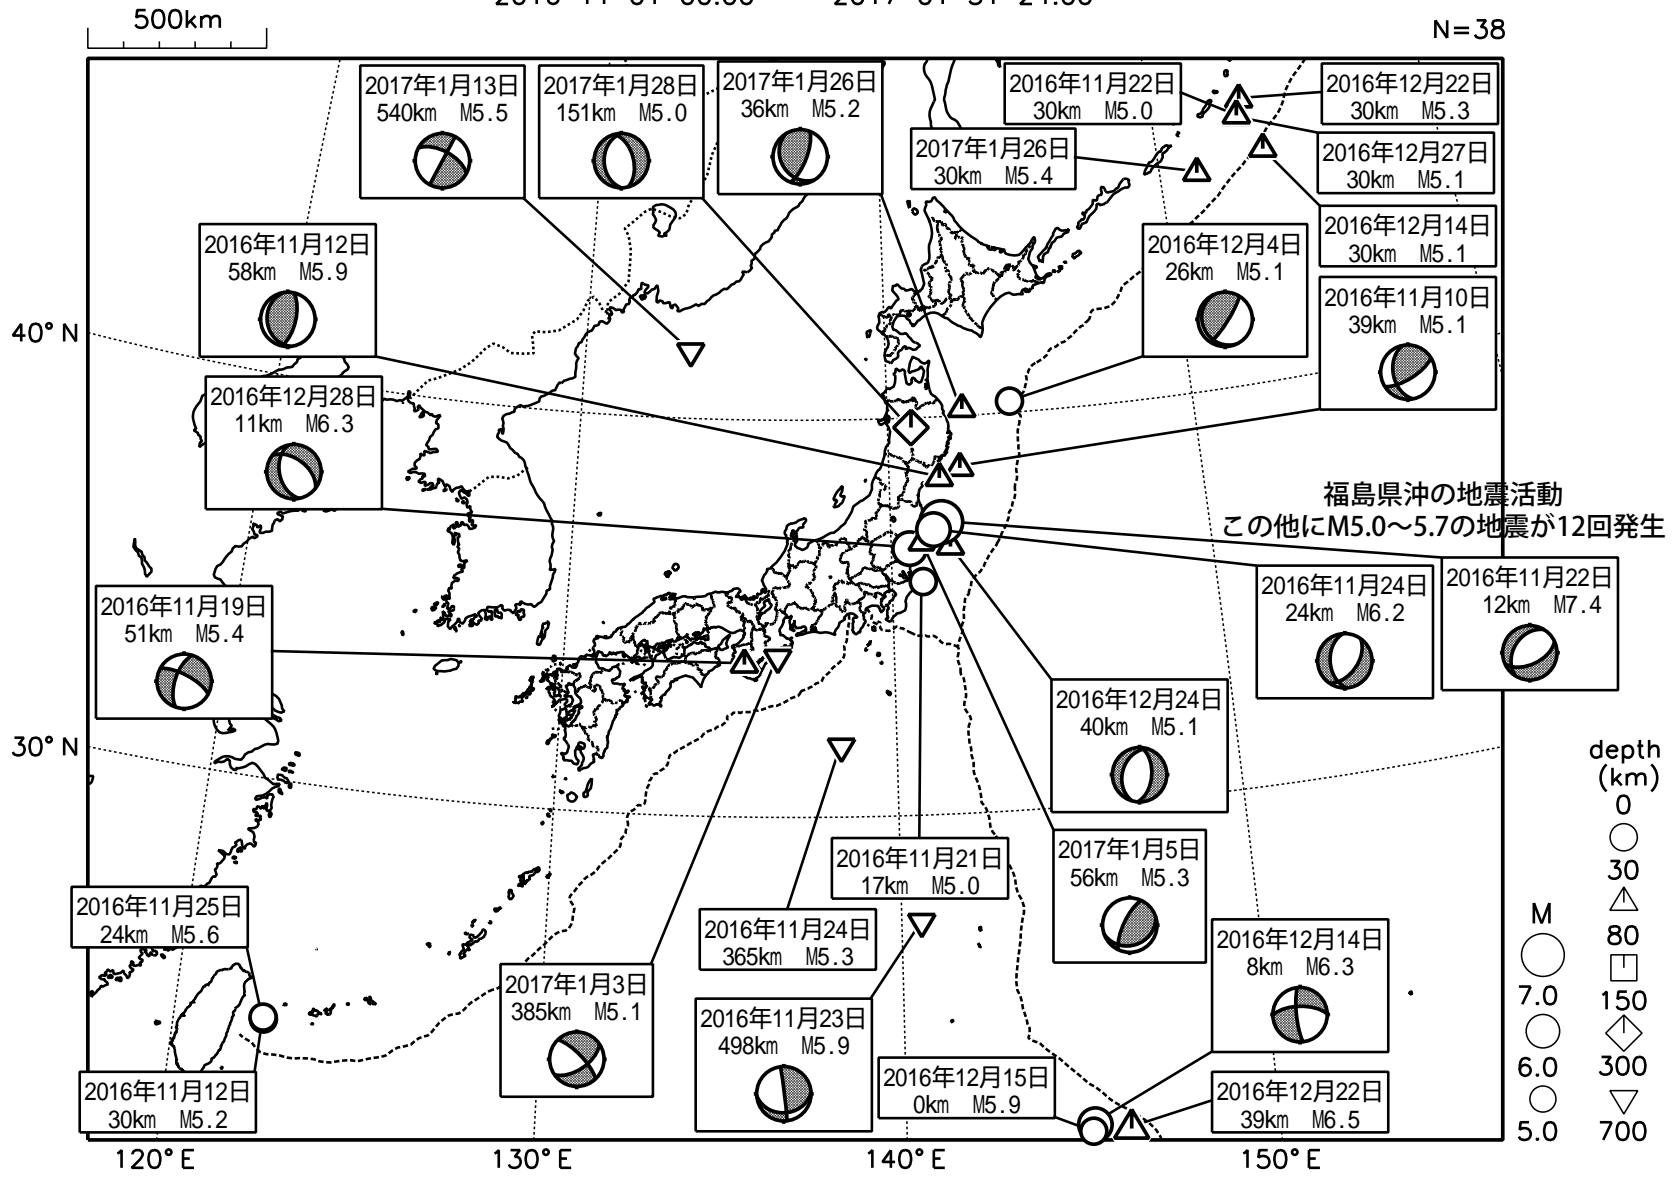 500km
N=38
2017年1月13日
540km M5.5
2017年1月28日
151km M5.0
2017年1月26日
36km M5.2
2016年11月22日
30km M5.0
2016年12月22日
30km M5.3
2017年1月26日
30km M5.4
2016年12月27日
30km M5.1
2016年12月14日
30km M5.1
2016年11月12日
58km M5.9
2016年12月4日
26km M5.1
2016年11月10日
39km M5.1
40°N
2016年12月28日
11km M6.3
福島県沖の地震活動
この他にM5.0～5.7の地震が12回発生
2016年11月24日
24km M6.2
2016年11月22日
12km M7.4
2016年11月19日
51km M5.4
2016年12月24日
40km M5.1
30°N
2016年11月21日
17km M5.0
2017年1月5日
56km M5.3
2016年11月25日
24km M5.6
2016年11月24日
365km M5.3
2016年12月14日
8km M6.3
2017年1月3日
385km M5.1
2016年11月23日
498km M5.9
2016年12月15日
0km M5.9
2016年12月22日
39km M6.5
2016年11月12日
30km M5.2
120°E
130°E
140°E
150°E
M
7.0
6.0
5.0
depth
(km)
0
30
80
150
300
700